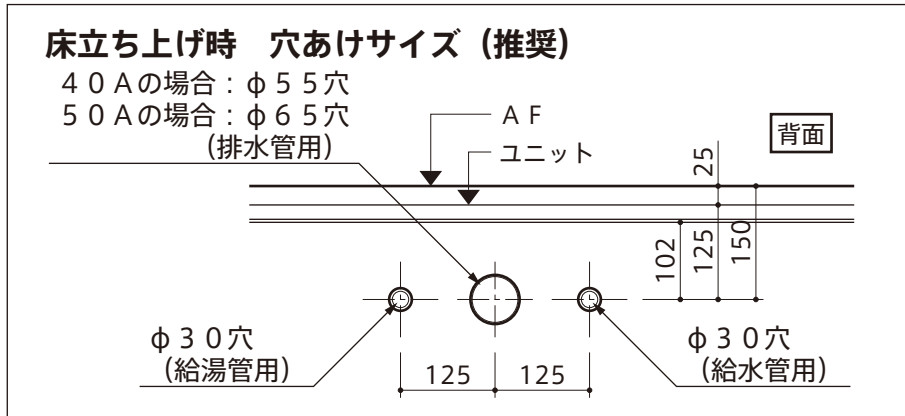 床立ち上げ時　穴あけサイズ（推奨）
４０Aの場合：φ５５穴
５０Aの場合：φ６５穴
（排水管用）
ＡＦ
ユニット
背面
25
102
125
150
φ３０穴
（給湯管用）
125
125
φ３０穴
（給水管用）